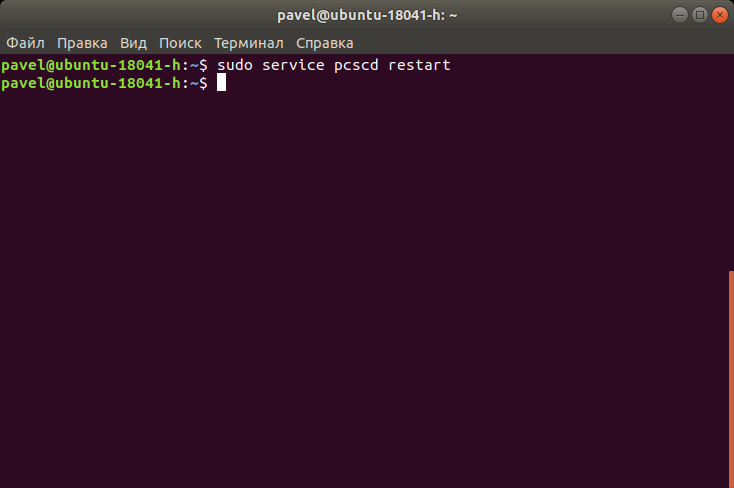 pavel@ubuntu-18041-h: ~
Файл Правка Вид Поиск Терминал Справка
pavel@ubuntu-18041-h:~$ sudo service pcscd restart
pavel@ubuntu-18041-h:~$